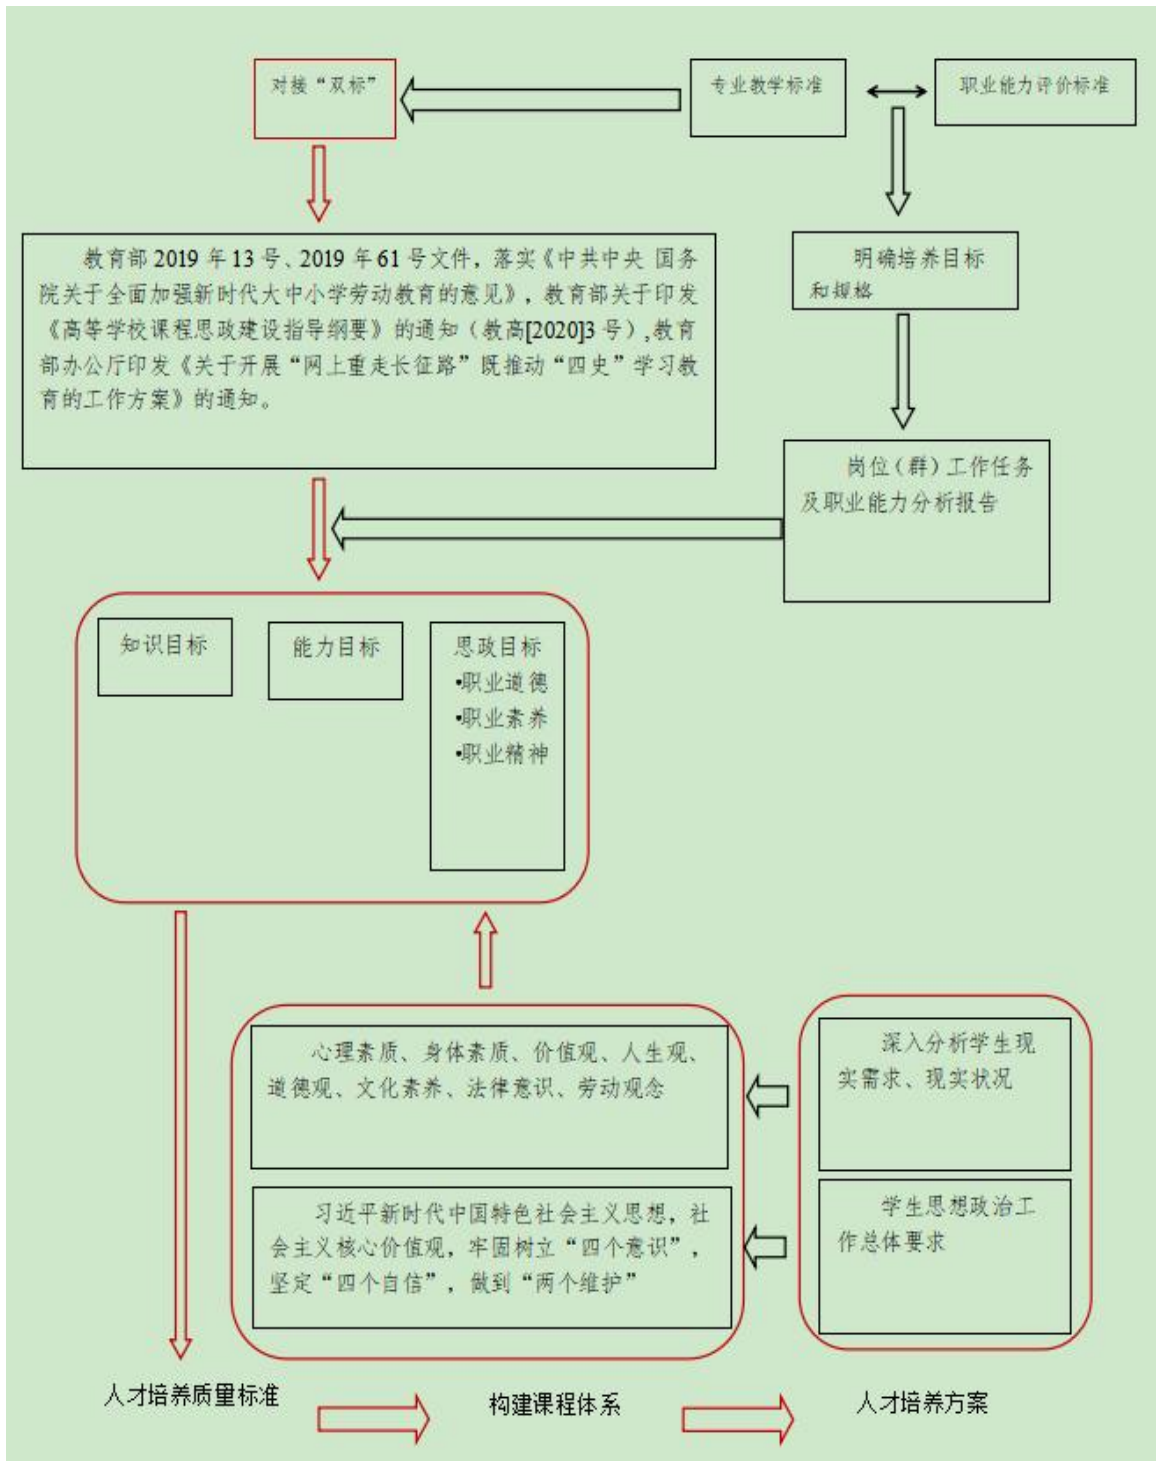 对接“双标”
专业教学标准
职业能力评价标准
教育部 2019 年 13 号、2019 年 61 号文件，落实《中共中央 国务
院关于全面加强新时代大中小学劳动教育的意见》，教育部关于印发
《高等学校课程思政建设指导纲要》的通知（教高[2020]3 号）,教育
部办公厅印发《关于开展“网上重走长征路”既推动“四史”学习教
育的工作方案》的通知。
明确培养目标
和规格
岗位（群）工作任务
及职业能力分析报告
知识目标
能力目标
思政目标
•职业道德
•职业素养
•职业精神
心理素质、身体素质、价值观、人生观、
道德观、文化素养、法律意识、劳动观念
深入分析学生现
实需求、现实状况
习近平新时代中国特色社会主义思想，社
会主义核心价值观，牢固树立“四个意识”，
坚定“四个自信”，做到“两个维护”
学生思想政治工
作总体要求
人才培养质量标准
构建课程体系
人才培养方案